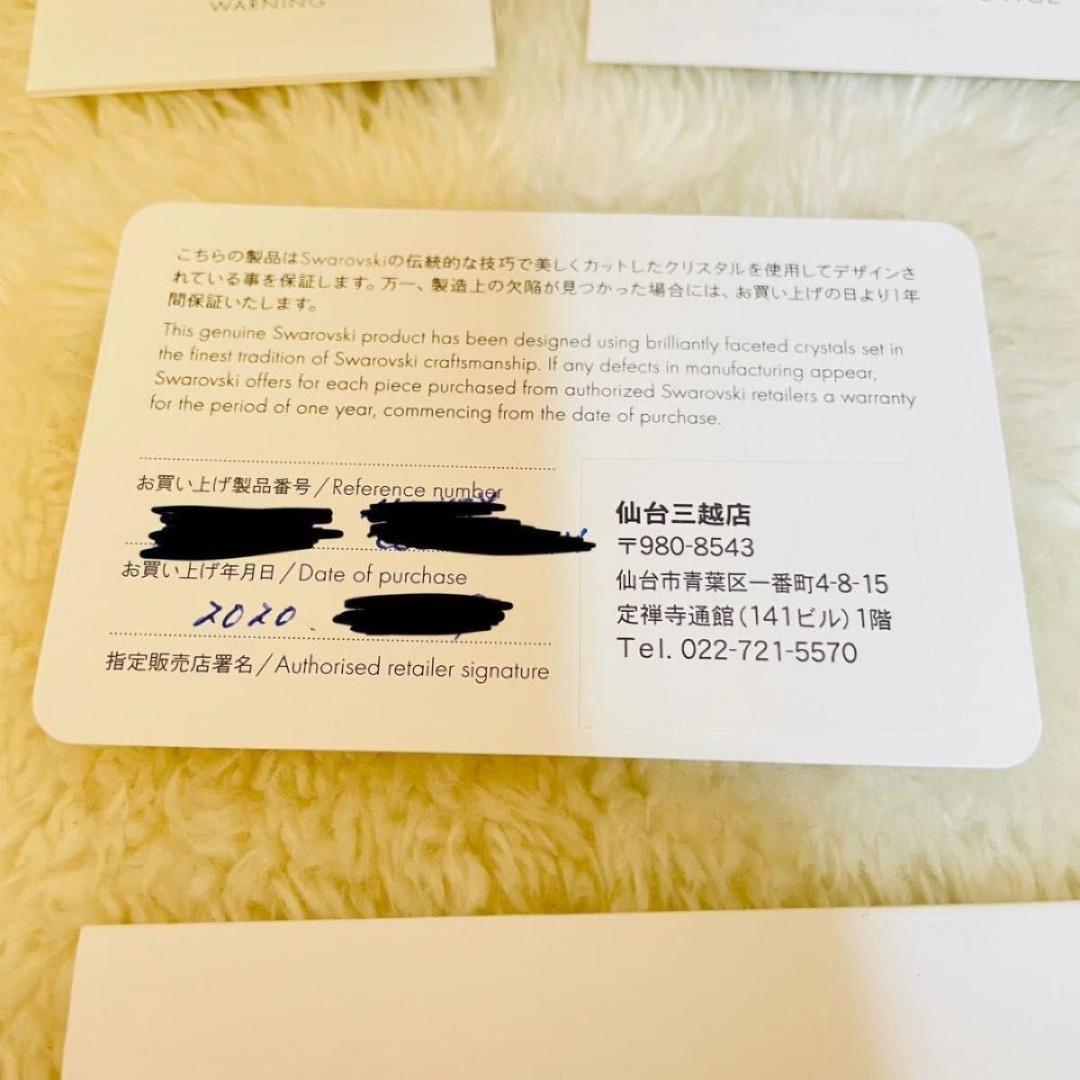 WARNING
こちらの製品はSwarovskiの伝統的な技巧で美しくカットしたクリスタルを使用してデザインさ
れている事を保証します。万一、製造上の欠陥が見つかった場合には、お買い上げの日より1年
間保証いたします。
This genuine Swarovski product has been designed using brilliantly faceted crystals set in
the finest tradition of Swarovski craftsmanship. If any defects in manufacturing appear,
Swarovski offers for each piece purchased from authorized Swarovski retailers a warranty
for the period of one year, commencing from the date of purchase.
お買い上げ製品番号/Reference number
お買い上げ年月日/Date of purchase
2020.
指定販売店署名/Authorised retailer signature
仙台三越店
〒980-8543
仙台市青葉区一番町4-8-15
定禅寺通館(141ビル)1階
Tel. 022-721-5570